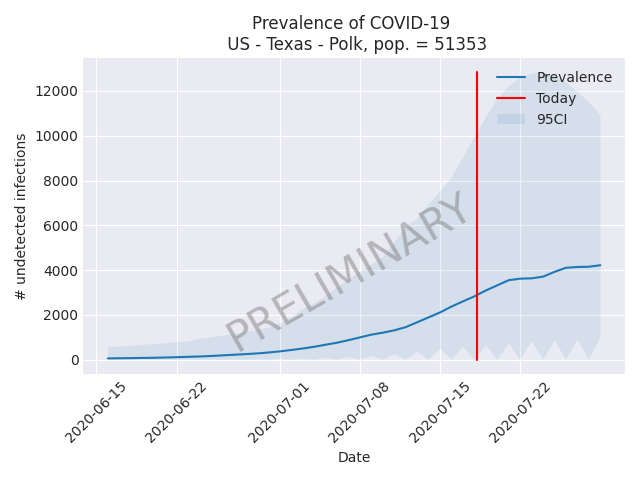 Prevalence of COVID-19
US - Texas - Polk, pop. = 51353
# undetected infections
12000
10000
8000
6000
4000
2000
0
Prevalence
Today
95CI
PRELIMINARY
2020-06-15
2020-06-22
2020-07-01
2020-07-08
2020-07-15
2020-07-22
Date